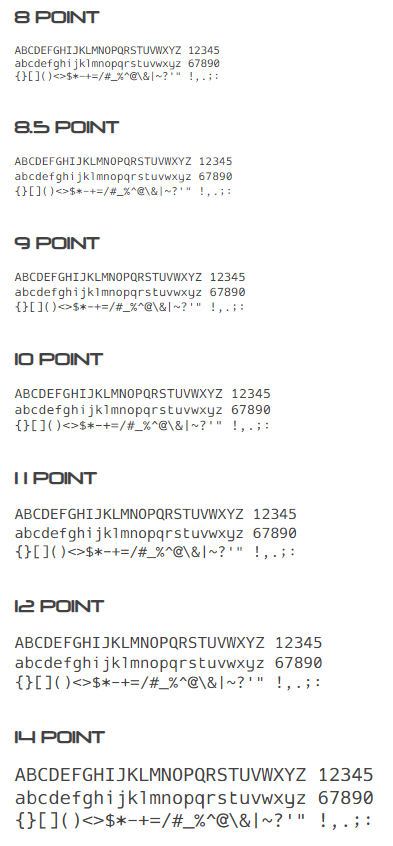 8 POINT
ABCDEFGHIJKLMNOPQRSTUVWXYZ 12345
abcdefghijklmnopqrstuvwxyz 67890
{}[]()<>$*-+=/#_%^@\&|~?'" !,.;:
8.5 POINT
ABCDEFGHIJKLMNOPQRSTUVWXYZ 12345
abcdefghijklmnopqrstuvwxyz 67890
{}[]()<>$*-+=/#_%^@\&|~?'" !,.;:
9 POINT
ABCDEFGHIJKLMNOPQRSTUVWXYZ 12345
abcdefghijklmnopqrstuvwxyz 67890
{}[]()<>$*-+=/#_%^@\&|~?'" !,.;:
10 POINT
ABCDEFGHIJKLMNOPQRSTUVWXYZ 12345
abcdefghijklmnopqrstuvwxyz 67890
{}[]()<>$*-+=/#_%^@\&|~?'" !,.;:
11 POINT
ABCDEFGHIJKLMNOPQRSTUVWXYZ 12345
abcdefghijklmnopqrstuvwxyz 67890
{}[]()<>$*-+=/#_%^@\&|~?'" !,.;:
12 POINT
ABCDEFGHIJKLMNOPQRSTUVWXYZ 12345
abcdefghijklmnopqrstuvwxyz 67890
{}[]()<>$*-+=/#_%^@\&|~?'" !,.;:
14 POINT
ABCDEFGHIJKLMNOPQRSTUVWXYZ 12345
abcdefghijklmnopqrstuvwxyz 67890
{}[]()<>$*-+=/#_%^@\&|~?'" !,.;: